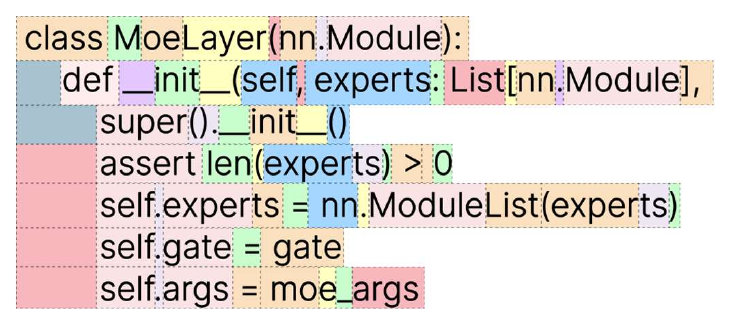 class MoeLayer(nn.Module):
    def __init__(self, experts: List[nn.Module],
        super().__init__()
        assert len(experts) > 0
        self.experts = nn.ModuleList(experts)
        self.gate = gate
        self.args = moe_args